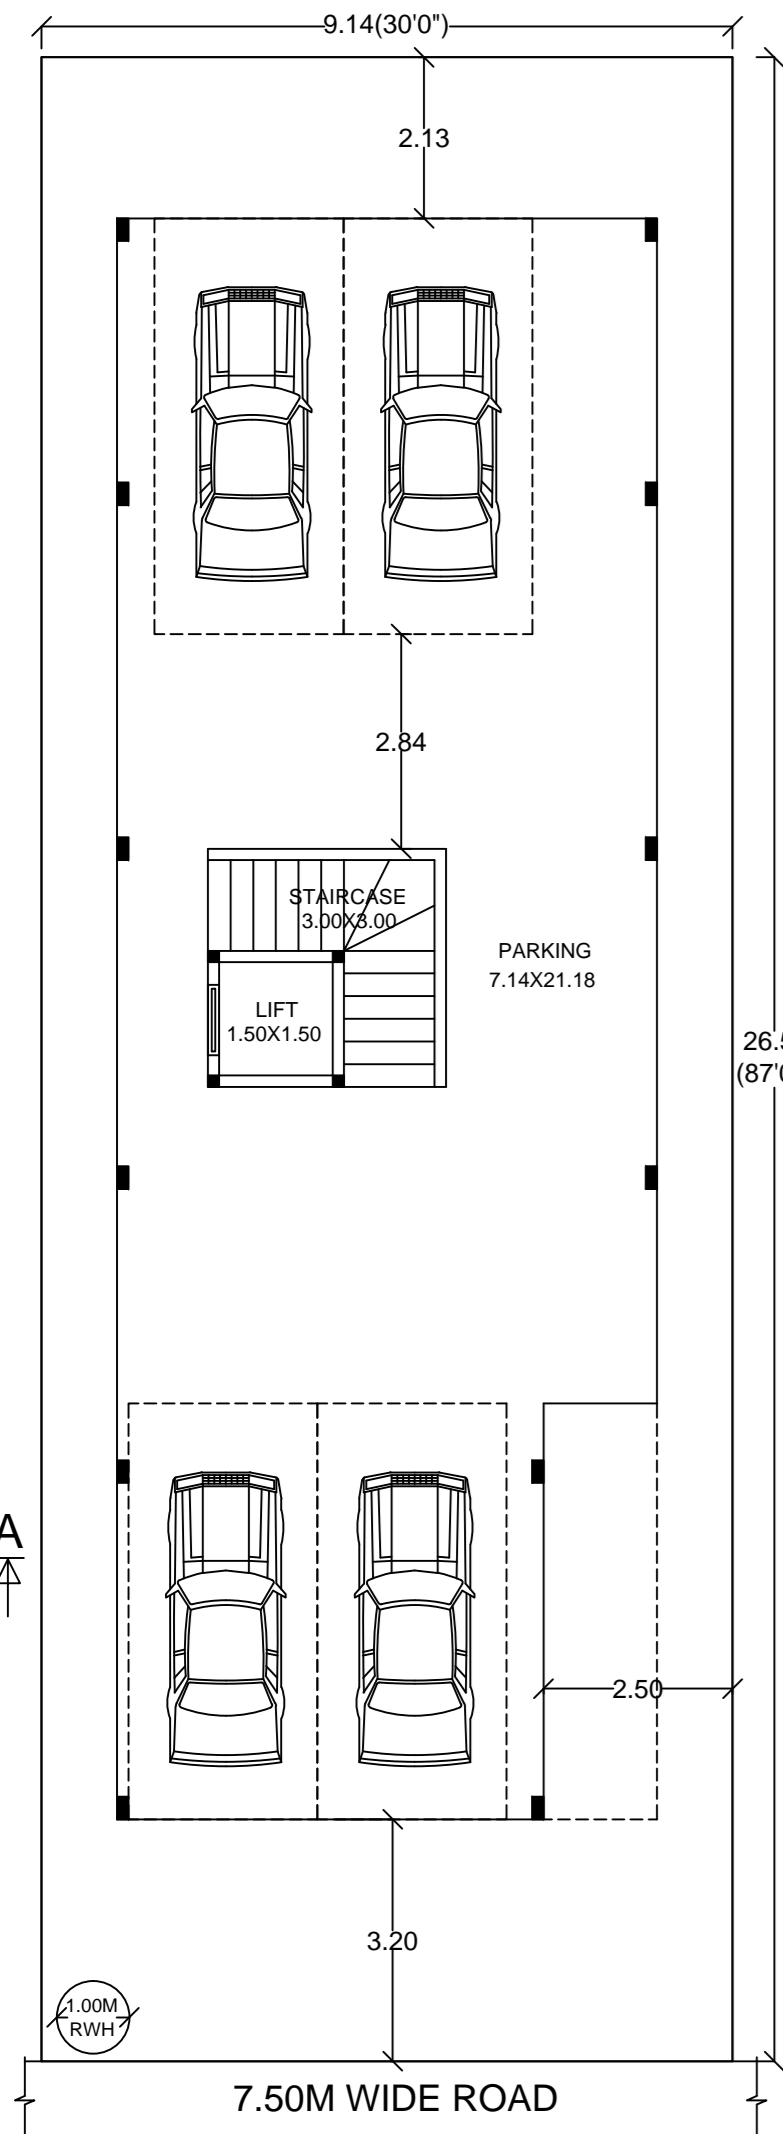 9.14(30'0")
2.13
2.84
STAIRCASE
3.00X3.00
PARKING
7.14X21.18
LIFT
1.50X1.50
A
2.50
3.20
1.00M
RWH
7.50M WIDE ROAD